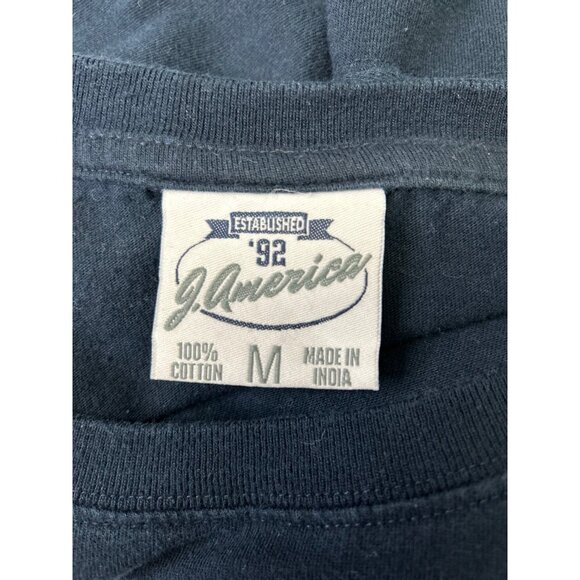 ESTABLISHED
'92
J.America
100% COTTON
M
MADE IN INDIA